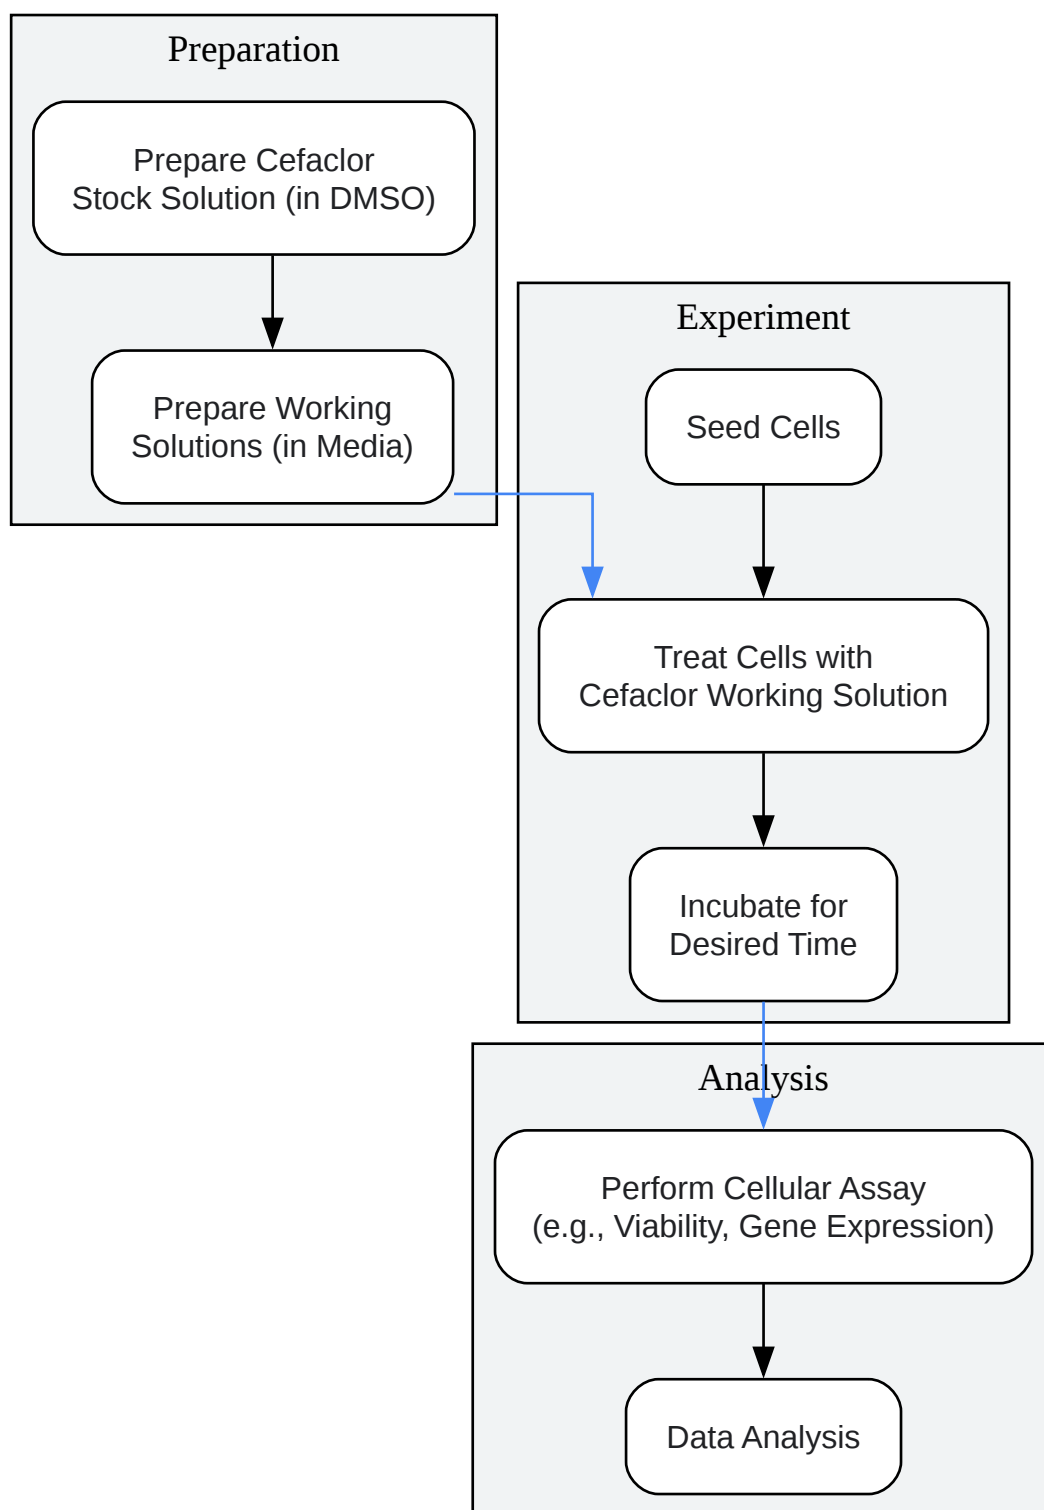 Preparation
Prepare Cefaclor
Stock Solution (in DMSO)
Prepare Working
Solutions (in Media)
Experiment
Seed Cells
Treat Cells with
Cefaclor Working Solution
Incubate for
Desired Time
Analysis
Perform Cellular Assay
(e.g., Viability, Gene Expression)
Data Analysis